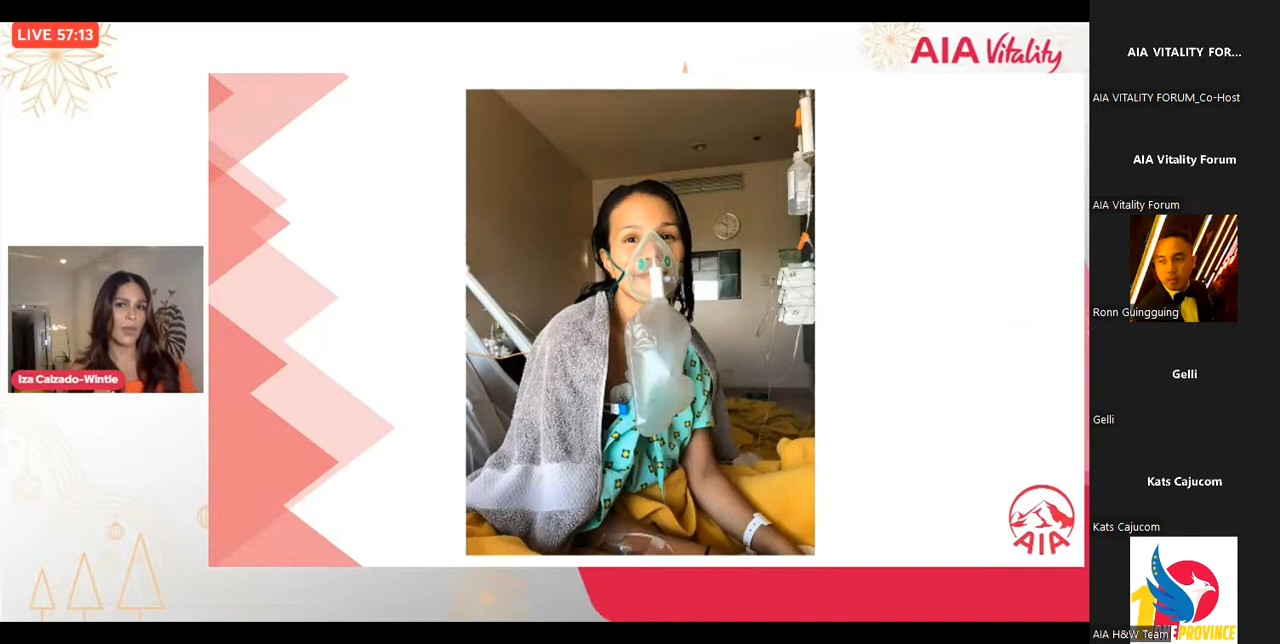 LIVE 57:13
AIA Vitality
Iza Calzado-Wintle
AIA
AIA VITALITY FOR...
AIA VITALITY FORUM_Co-Host
AIA Vitality Forum
AIA Vitality Forum
Ronn Guingguing
Gelli
Gelli
Kats Cajucom
Kats Cajucom
AIA H&W Team
PROVINCE